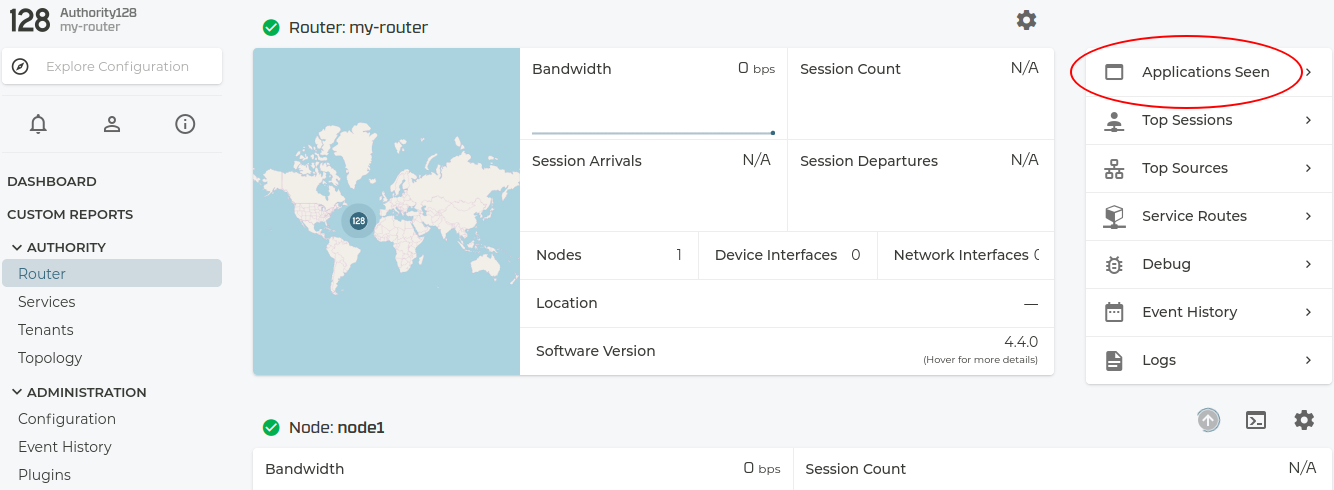 128
Authority128
my-router
Explore Configuration
DASHBOARD
CUSTOM REPORTS
AUTHORITY
Router
Services
Tenants
Topology
ADMINISTRATION
Configuration
Event History
Plugins
Router: my-router
128
Bandwidth 0 bps
Session Count N/A
Session Arrivals N/A
Session Departures N/A
Nodes 1
Device Interfaces 0
Network Interfaces 0
Location —
Software Version 4.4.0
(Hover for more details)
Applications Seen
Top Sessions
Top Sources
Service Routes
Debug
Event History
Logs
Node: node1
Bandwidth 0 bps
Session Count N/A